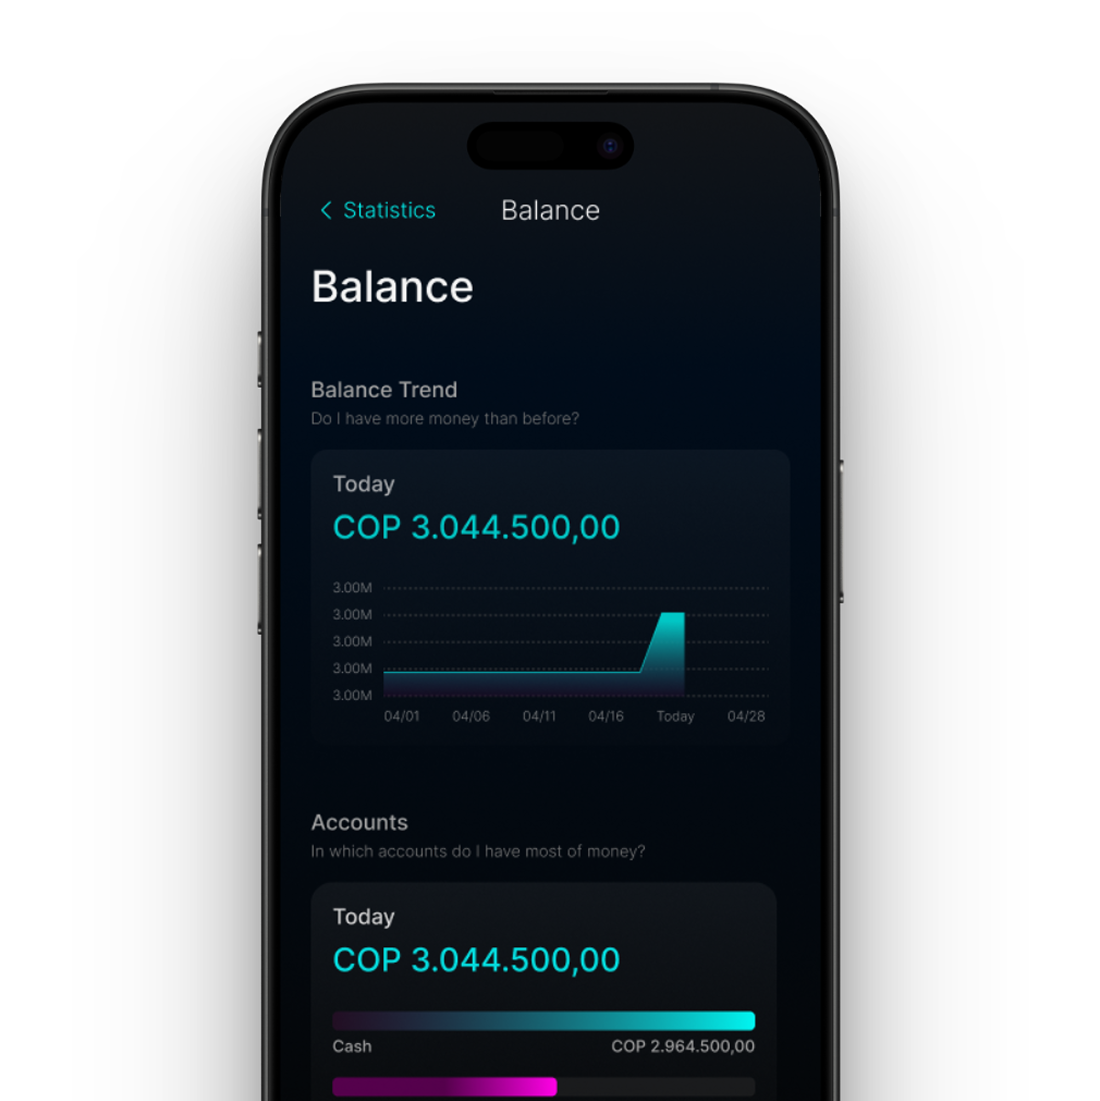 Statistics
Balance
Balance
Balance Trend
Do I have more money than before?
Today
COP 3.044.500,00
3.00M
3.00M
3.00M
3.00M
3.00M
04/01 04/06 04/11 04/16 Today 04/28
Accounts
In which accounts do I have most of money?
Today
COP 3.044.500,00
Cash COP 2.964.500,00